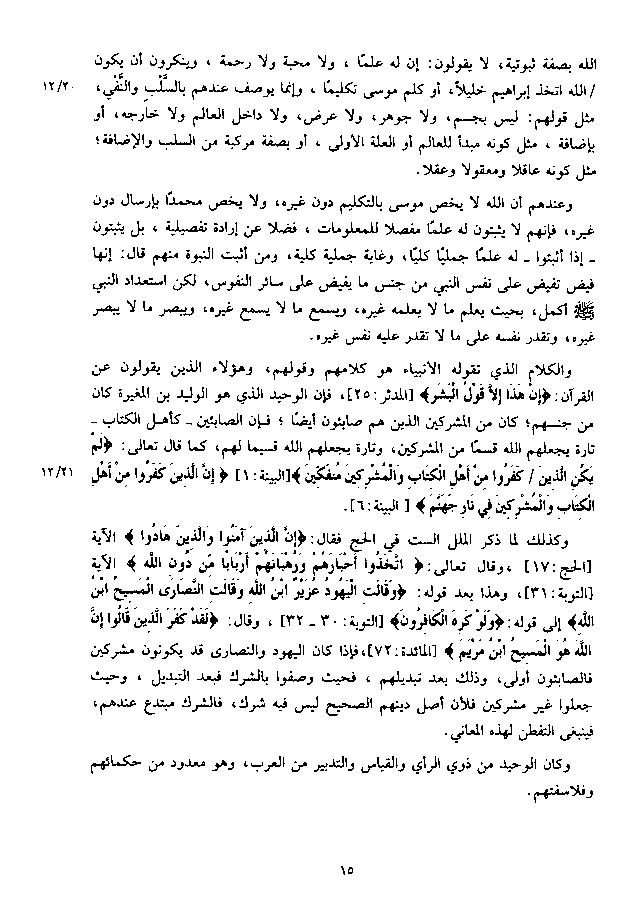 الله بصفة ثبوتية، لا يقولون: إن له علمًا ، ولا محبة ولا رحمة ، وينكرون أن يكون
١٢/٢٠ / الله اتخذ إبراهيم خليلاً، أو كلم موسى تكليمًا ، وإنما يوصف عندهم بالسَّلْبِ والنَّفْي،
مثل قولهم: ليس بجسم، ولا جوهر، ولا عرض، ولا داخل العالم ولا خارجه، أو
بإضافة ، مثل كونه مبدأ للعالم أو العلة الأولى ، أو بصفة مركبة من السلب والإضافة؛
مثل كونه عاقلا ومعقولا وعقلا.
وعندهم أن الله لا يخص موسى بالتكليم دون غيره، ولا يخص محمدًا بإرسال دون
غيره، فإنهم لا يثبتون له علمًا مفصلا للمعلومات ، فضلا عن إرادة تفصيلية ، بل يثبتون
ـ إذا أثبتوا ـ له علمًا جمليًا كليًا، وغاية جملية كلية، ومن أثبت النبوة منهم قال: إنها
فيض تفيض على نفس النبي من جنس ما يفيض على سائر النفوس، لكن استعداد النبي
ﷺ أكمل، بحيث يعلم ما لا يعلمه غيره، ويسمع ما لا يسمع غيره، ويبصر ما لا يبصر
غيره، وتقدر نفسه على ما لا تقدر عليه نفس غيره.
والكلام الذي تقوله الأنبياء هو كلامهم وقولهم، وهؤلاء الذين يقولون عن
القرآن: ﴿إِنْ هَذَا إِلاَّ قَوْلُ الْبَشَرِ﴾ [المدثر:٢٥]، فإن الوحيد الذي هو الوليد بن المغيرة كان
من جنسهم؛ كان من المشركين الذين هم صابئون أيضًا ؛ فإن الصابئين ـ كأهل الكتاب ـ
تارة يجعلهم الله قسمًا من المشركين، وتارة يجعلهم الله قسيما لهم، كما قال تعالى: ﴿لَمْ
١٢/٢١ يَكُنِ الَّذِينَ / كَفَرُوا مِنْ أَهْلِ الْكِتَابِ وَالْمُشْرِكِينَ مُنفَكِّينَ ﴾[البينة:١] ﴿ إِنَّ الَّذِينَ كَفَرُوا مِنْ أَهْلِ
الْكِتَابِ وَالْمُشْرِكِينَ فِي نَارِ جَهَنَّمَ ﴾ [ البينة:٦].
وكذلك لما ذكر الملل الست في الحج فقال: ﴿إِنَّ الَّذِينَ آمَنُوا وَالَّذِينَ هَادُوا ﴾ الآية
[الحج:١٧] ، وقال تعالى: ﴿ اتَّخَذُوا أَحْبَارَهُمْ وَرُهْبَانَهُمْ أَرْبَابًا مِّن دُونِ اللَّه ﴾ الآية
[التوبة:٣١]، وهذا بعد قوله: ﴿وَقَالَتِ الْيَهُودُ عُزَيْرٌ ابْنُ اللَّهِ وَقَالَتِ النَّصَارَى الْمَسِيحُ ابْنُ
اللَّهِ﴾ إلى قوله: ﴿وَلَوْ كَرِهَ الْكَافِرُونَ﴾ [التوبة:٣٠ ـ ٣٢] ، وقال: ﴿لَقَدْ كَفَرَ الَّذِينَ قَالُوا إِنَّ
اللَّهَ هُوَ الْمَسِيحُ ابْنُ مَرْيَمَ ﴾ [المائدة:٧٢]،فإذا كان اليهود والنصارى قد يكونون مشركين
فالصابئون أولى، وذلك بعد تبديلهم ، فحيث وصفوا بالشرك فبعد التبديل ، وحيث
جعلوا غير مشركين فلأن أصل دينهم الصحيح ليس فيه شرك، فالشرك مبتدع عندهم،
فينبغى التفطن لهذه المعاني.
وكان الوحيد من ذوي الرأي والقياس والتدبير من العرب، وهو معدود من حكمائهم
وفلاسفتهم.
١٥